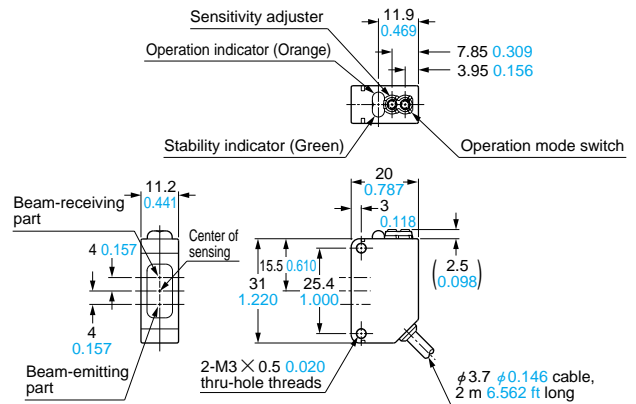 Sensitivity adjuster
11.9
0.469
Operation indicator (Orange)
7.85 0.309
3.95 0.156
Stability indicator (Green)
Operation mode switch
11.2
0.441
20
0.787
3
0.118
Beam-receiving
part
Center of
sensing
4 0.157
15.5 0.610
31
1.220
25.4
1.000
(2.5
0.098)
4
0.157
Beam-emitting
part
2-M3 × 0.5 0.020
thru-hole threads
φ3.7 φ0.146 cable,
2 m 6.562 ft long